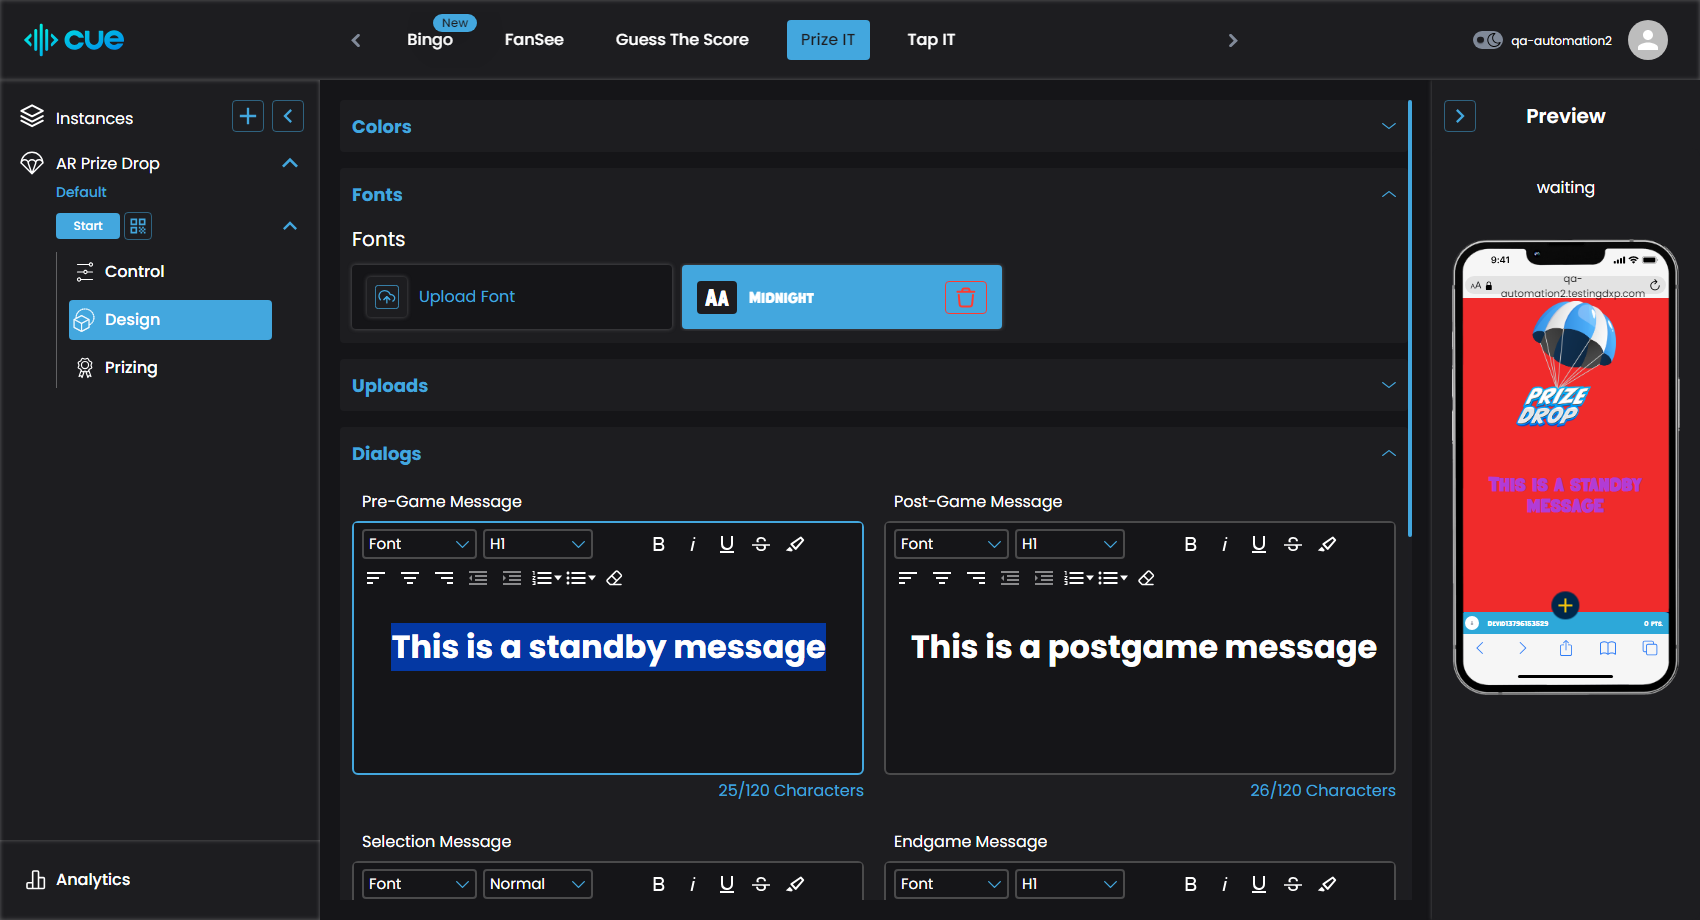 cue
New
Bingo
FanSee
Guess The Score
Prize IT
Tap IT
qa-automation2
Instances
AR Prize Drop
Default
Start
Control
Design
Prizing
Analytics
Colors
Fonts
Fonts
Upload Font
AA
Midnight
Uploads
Dialogs
Pre-Game Message
Font
H1
B
i
U
S
This is a standby message
25/120 Characters
Post-Game Message
Font
H1
B
i
U
S
This is a postgame message
26/120 Characters
Selection Message
Font
Normal
B
i
U
S
Endgame Message
Font
H1
B
i
U
S
Preview
waiting
9:41
AA
qa-
automation2.testingdxp.com
PRIZE
DROP
THIS IS A STANDBY
MESSAGE
0 PTS.